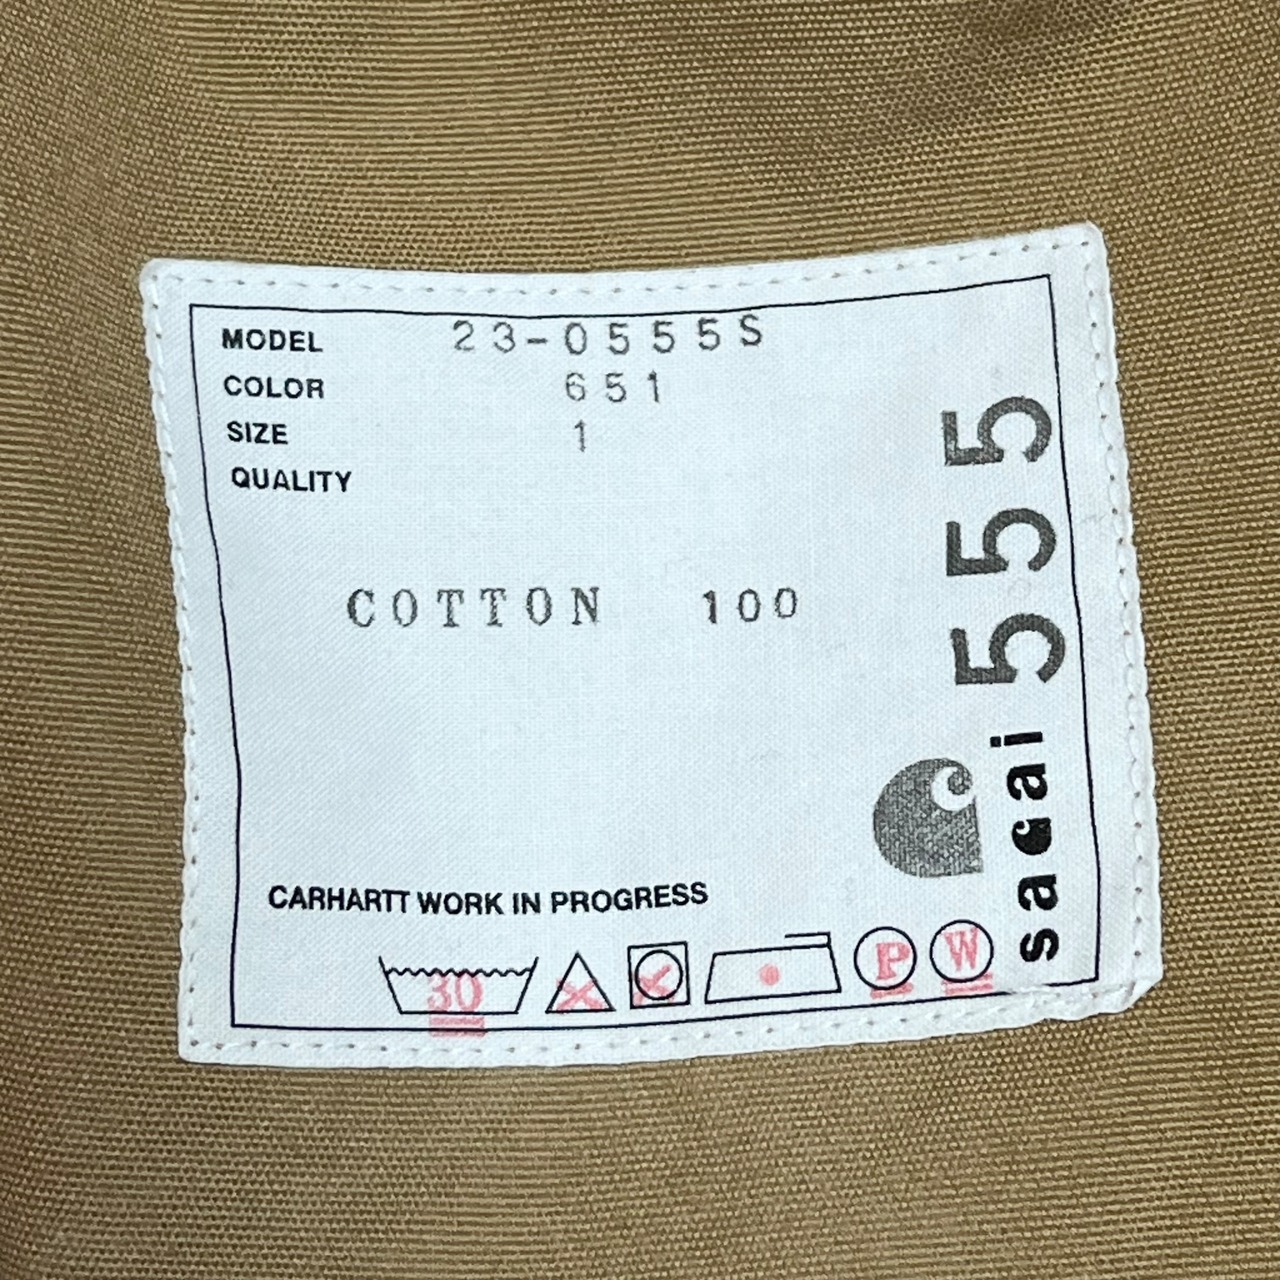 MODEL 23-0555S
COLOR 651
SIZE 1
QUALITY
COTTON 100
CARHARTT WORK IN PROGRESS
30
P
W
sacai 555